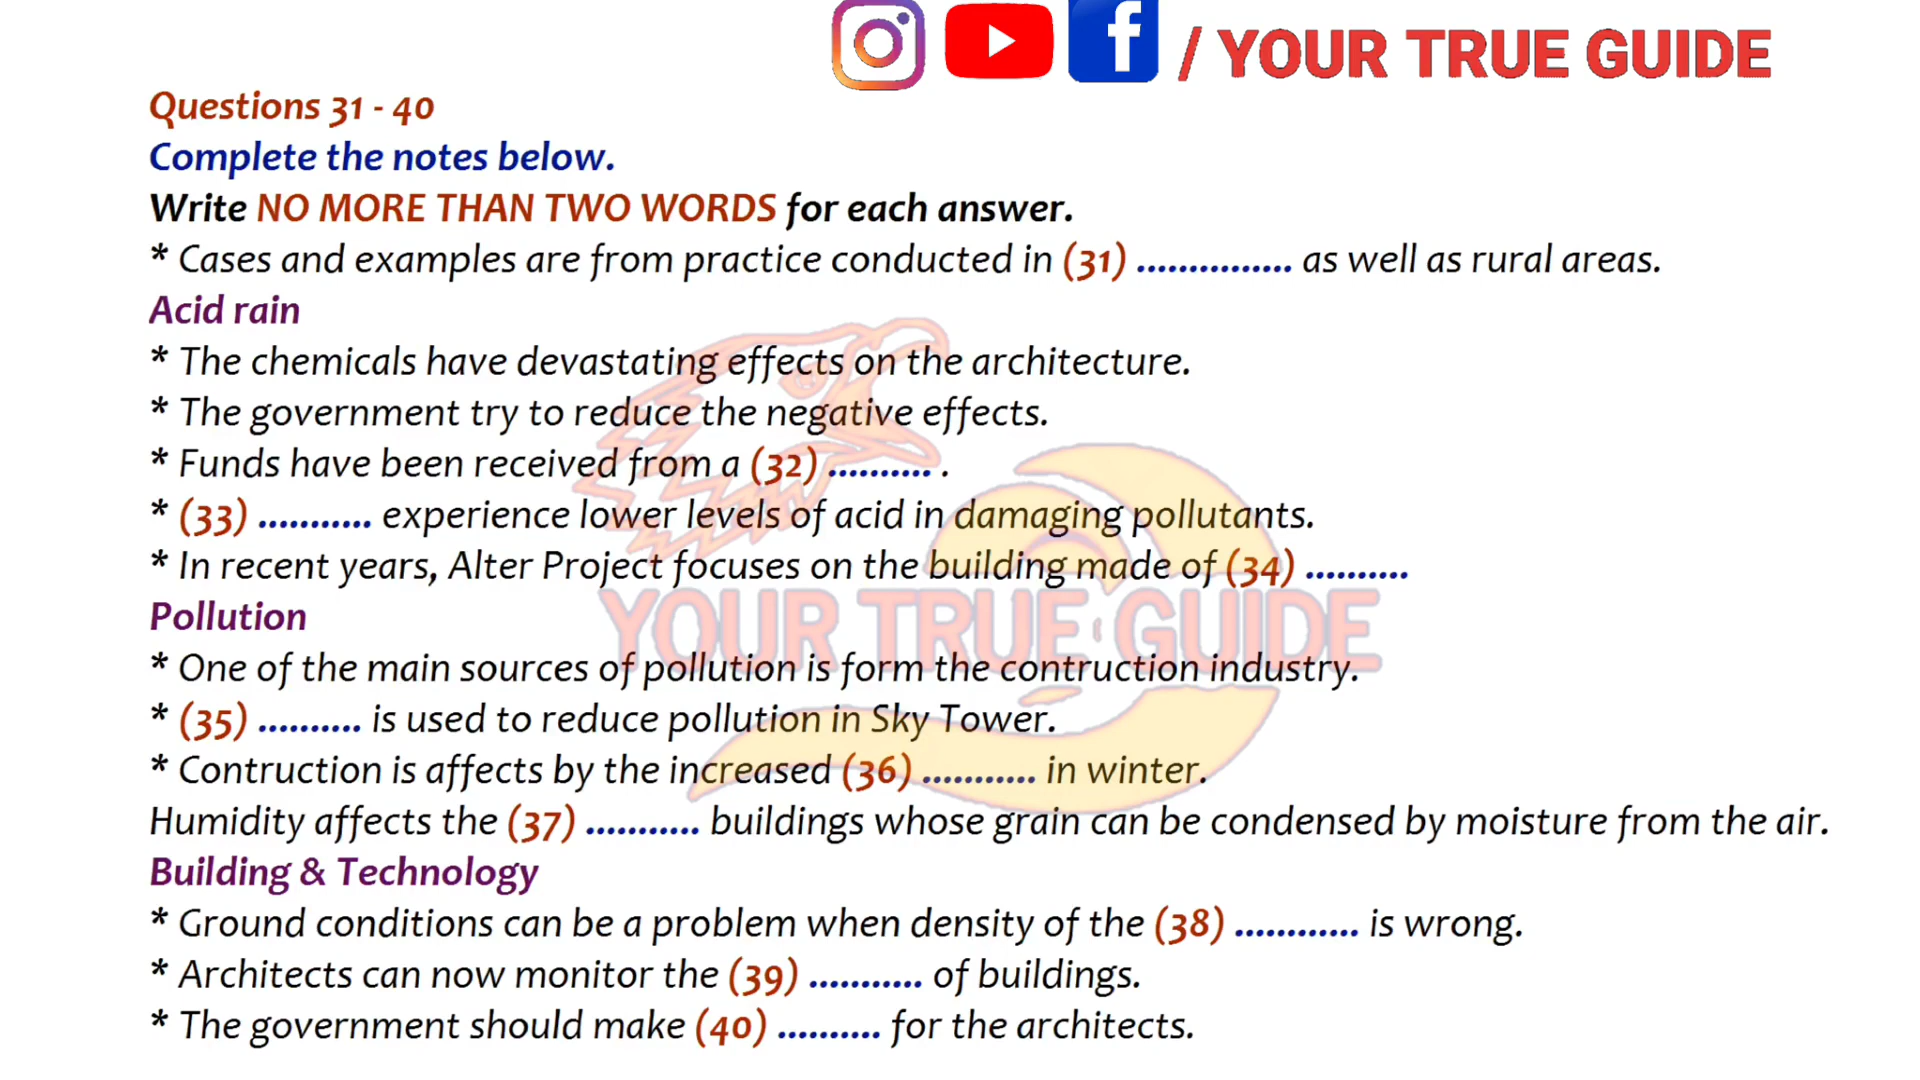 / YOUR TRUE GUIDE
Questions 31 - 40
Complete the notes below.
Write NO MORE THAN TWO WORDS for each answer.
* Cases and examples are from practice conducted in (31) ............... as well as rural areas.
Acid rain
* The chemicals have devastating effects on the architecture.
* The government try to reduce the negative effects.
* Funds have been received from a (32) .......... .
* (33) ........... experience lower levels of acid in damaging pollutants.
* In recent years, Alter Project focuses on the building made of (34) ..........
YOUR TRUE GUIDE
Pollution
* One of the main sources of pollution is form the contruction industry.
* (35) .......... is used to reduce pollution in Sky Tower.
* Contruction is affects by the increased (36) ........... in winter.
Humidity affects the (37) ........... buildings whose grain can be condensed by moisture from the air.
Building & Technology
* Ground conditions can be a problem when density of the (38) ............ is wrong.
* Architects can now monitor the (39) ........... of buildings.
* The government should make (40) .......... for the architects.